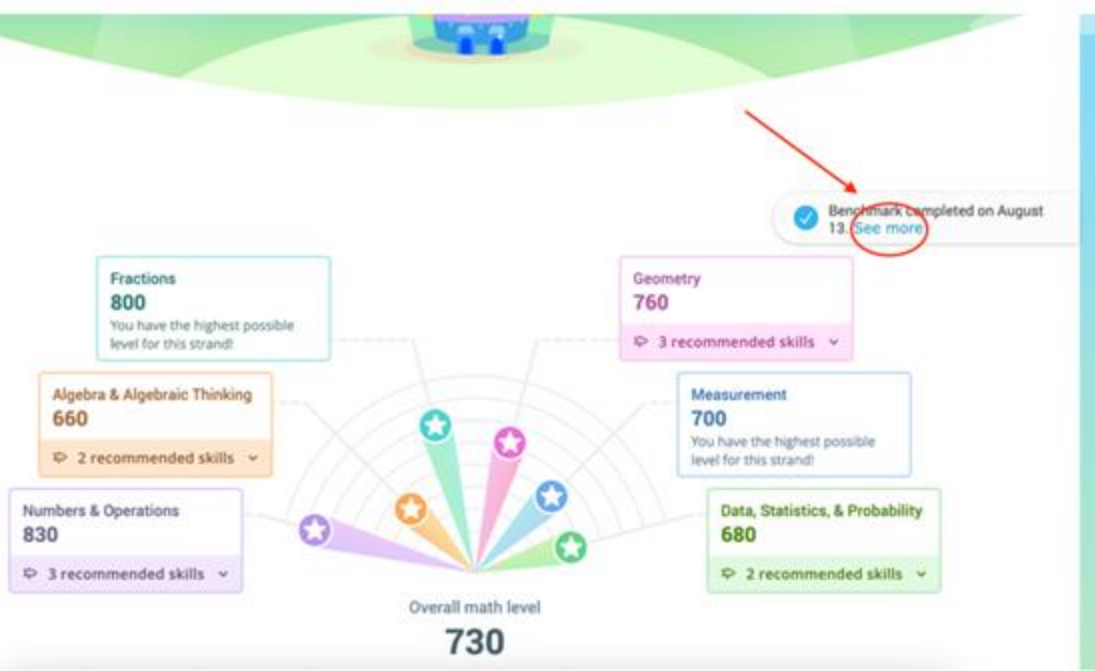 Benchmark completed on August
13. See more
Fractions
800
You have the highest possible
level for this strand!
Geometry
760
3 recommended skills
Algebra & Algebraic Thinking
660
2 recommended skills
Measurement
700
You have the highest possible
level for this strand!
Numbers & Operations
830
3 recommended skills
Data, Statistics, & Probability
680
2 recommended skills
Overall math level
730